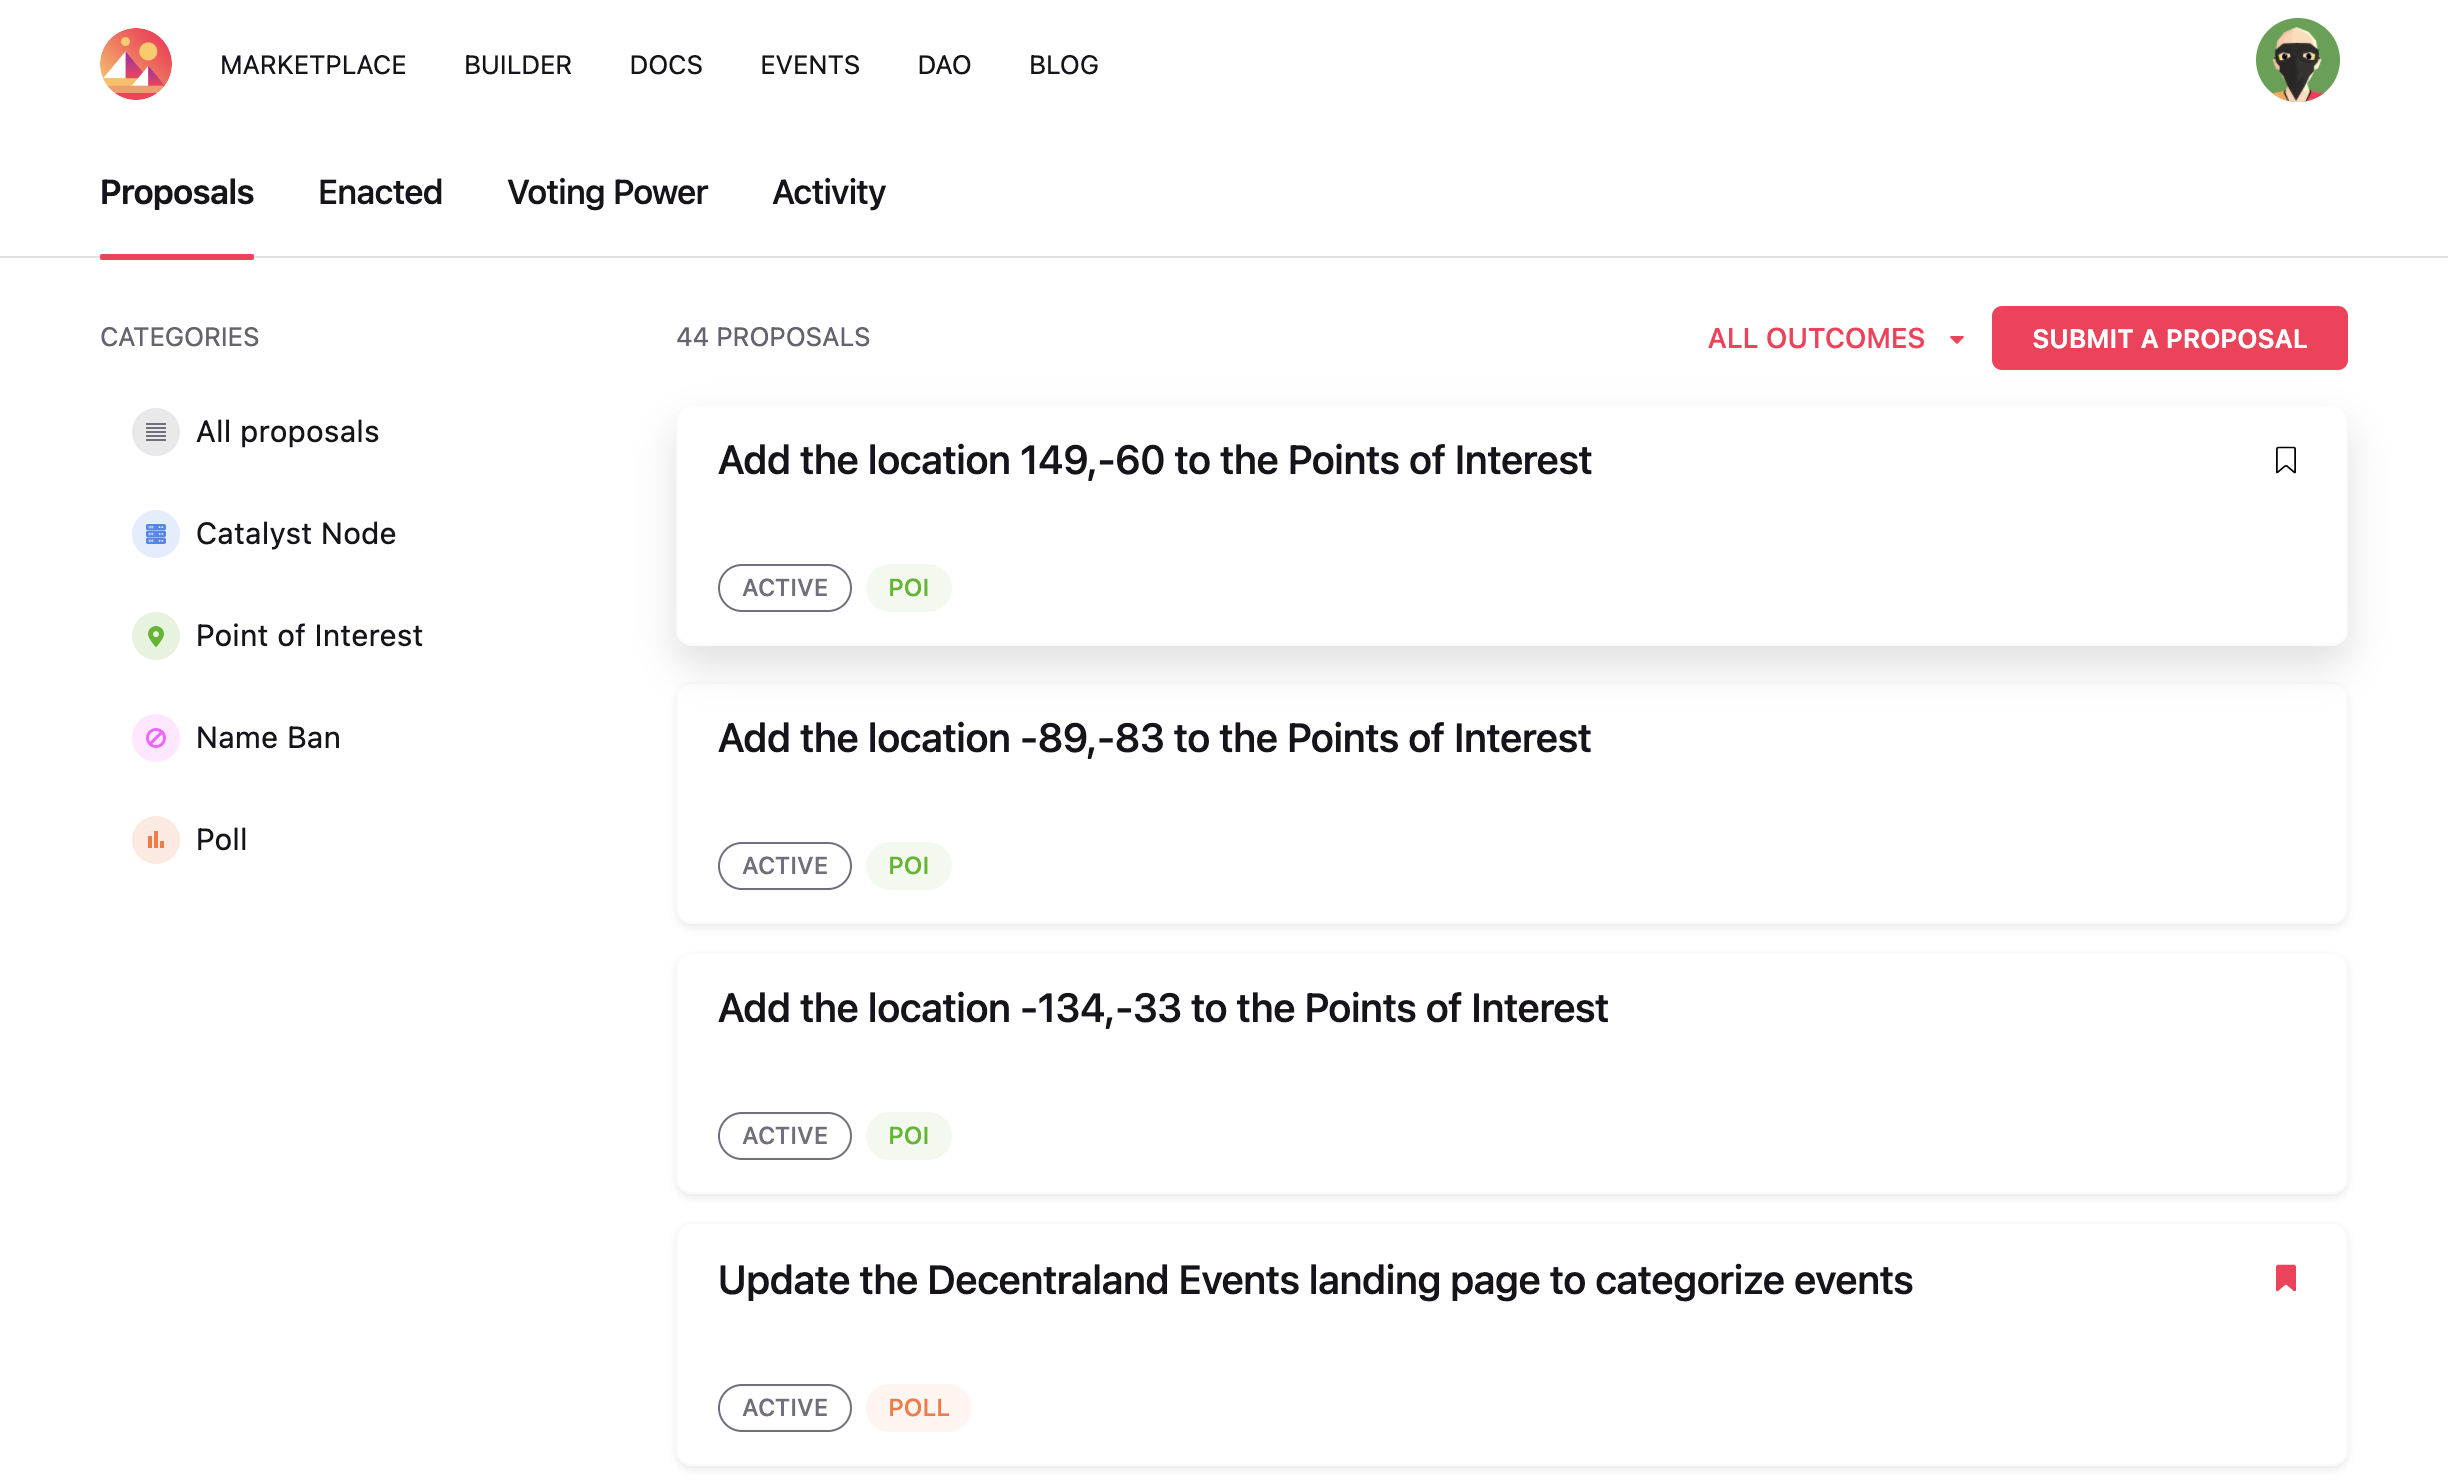 MARKETPLACE BUILDER DOCS EVENTS DAO BLOG
Proposals Enacted Voting Power Activity
CATEGORIES
All proposals
Catalyst Node
Point of Interest
Name Ban
Poll
44 PROPOSALS ALL OUTCOMES SUBMIT A PROPOSAL
Add the location 149,-60 to the Points of Interest
ACTIVE POI
Add the location -89,-83 to the Points of Interest
ACTIVE POI
Add the location -134,-33 to the Points of Interest
ACTIVE POI
Update the Decentraland Events landing page to categorize events
ACTIVE POLL